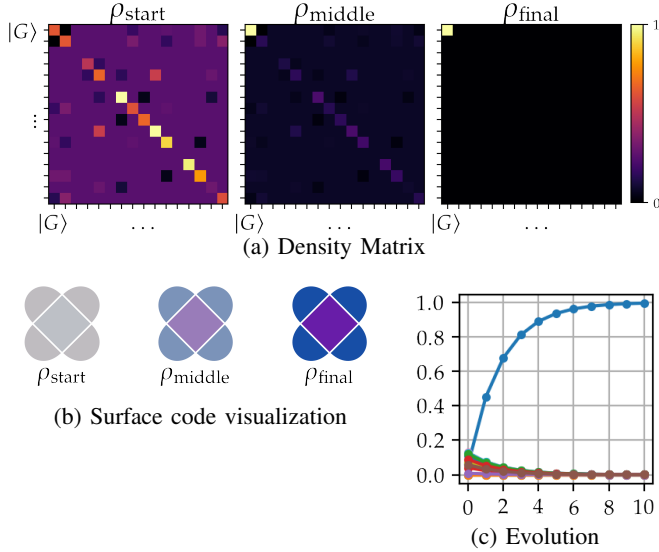 ρstart ρmiddle ρfinal
|G⟩
...
|G⟩ ... |G⟩ ... |G⟩ ...
1
0
(a) Density Matrix
ρstart ρmiddle ρfinal
(b) Surface code visualization
1.0
0.8
0.6
0.4
0.2
0.0
0 2 4 6 8 10
(c) Evolution